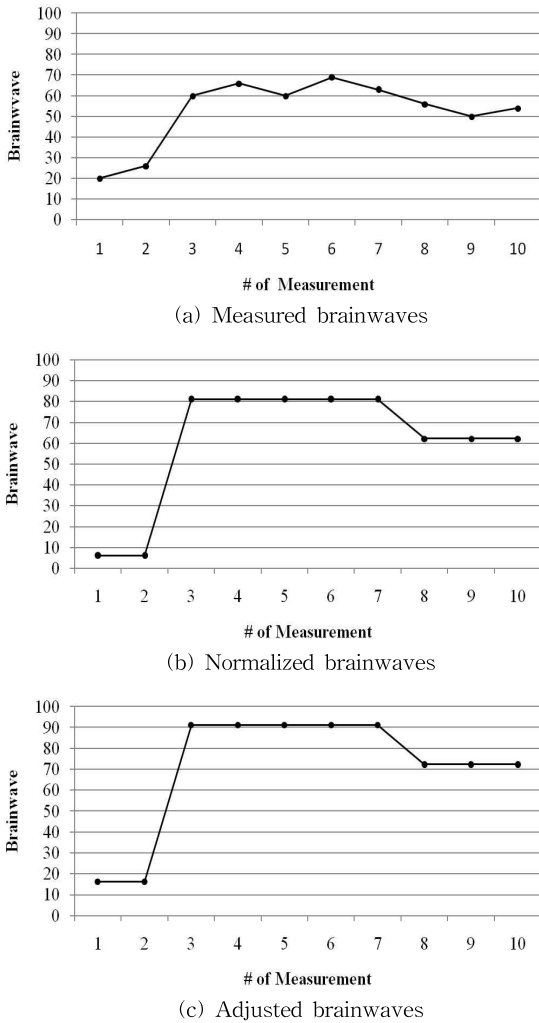 100
90
80
70
60
50
40
30
20
10
0
Brainwvave
1 2 3 4 5 6 7 8 9 10
# of Measurement
(a) Measured brainwaves
100
90
80
70
60
50
40
30
20
10
0
Brainwave
1 2 3 4 5 6 7 8 9 10
# of Measurement
(b) Normalized brainwaves
100
90
80
70
60
50
40
30
20
10
0
Brainwave
1 2 3 4 5 6 7 8 9 10
# of Measurement
(c) Adjusted brainwaves